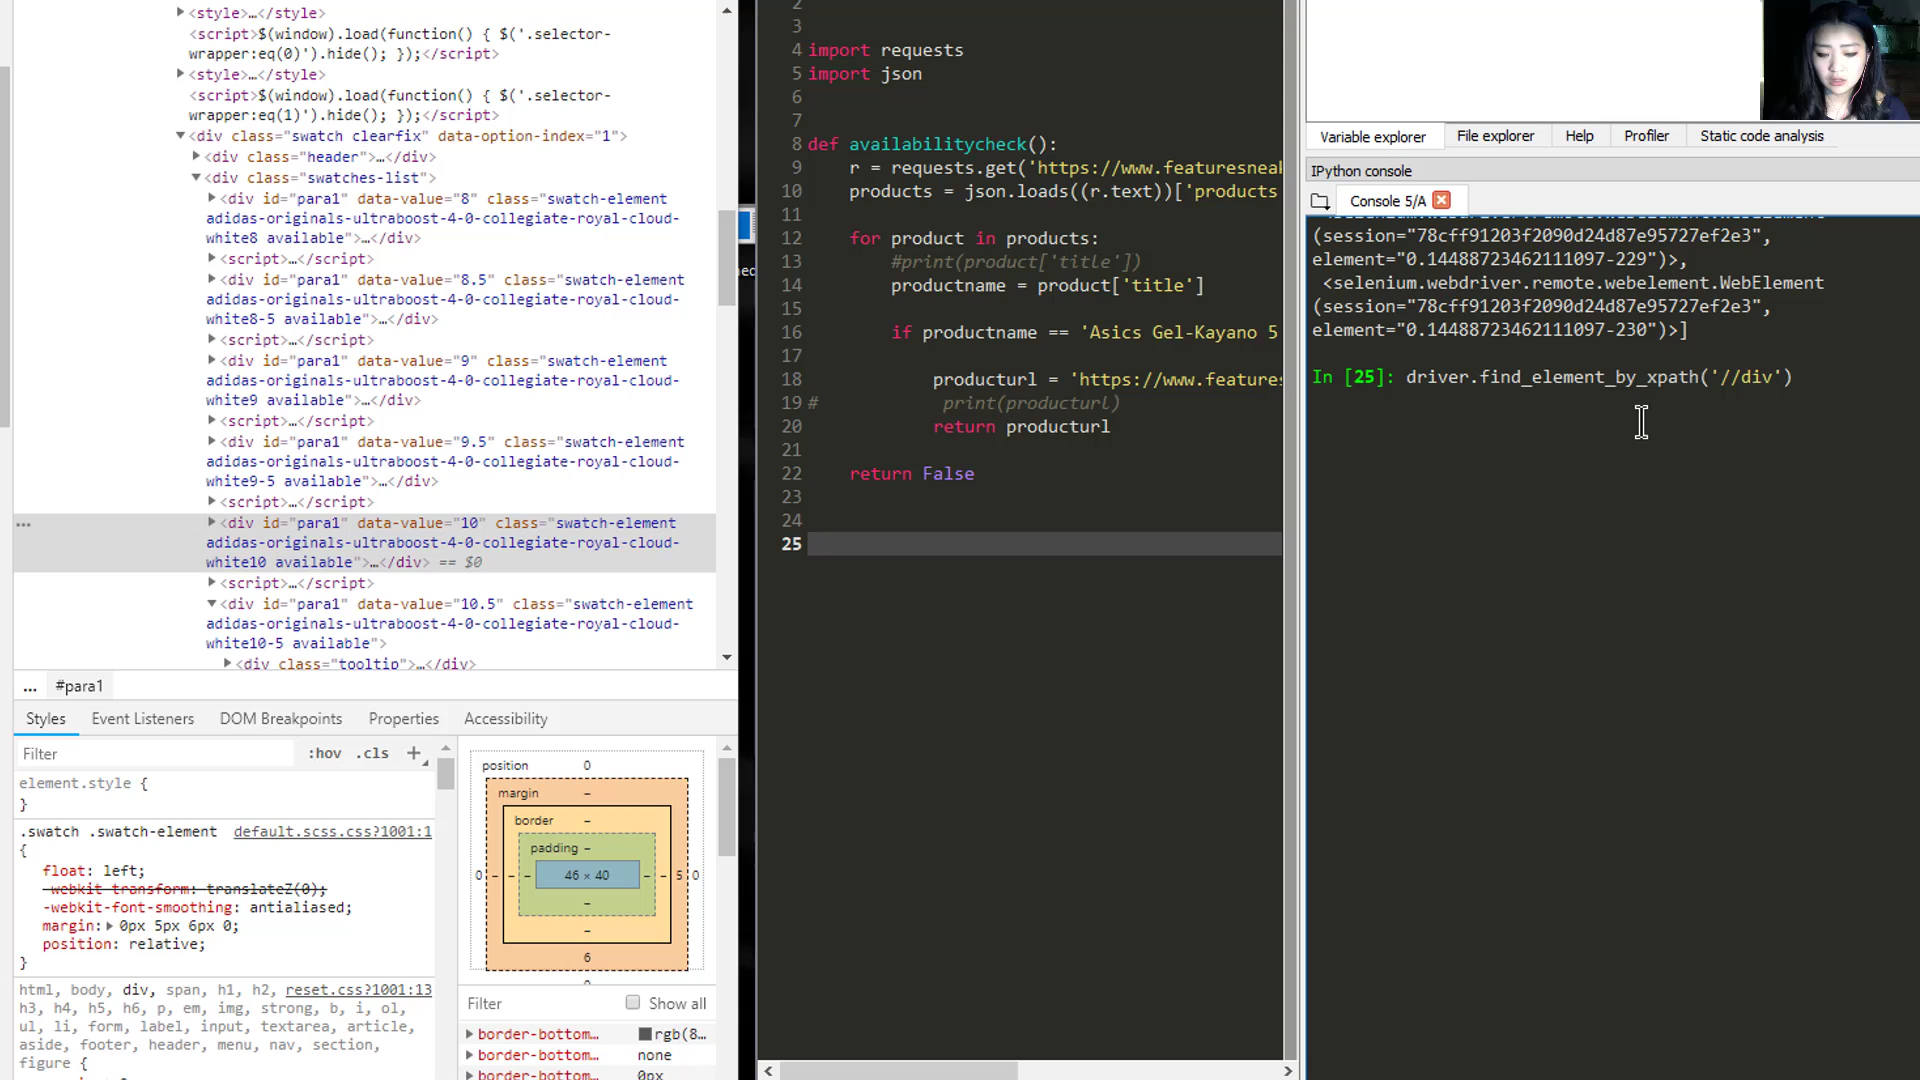 <style>…</style>
<script>$(window).load(function() { $('.selector-
wrapper:eq(0)').hide(); });</script>
<style>…</style>
<script>$(window).load(function() { $('.selector-
wrapper:eq(1)').hide(); });</script>
<div class="swatch clearfix" data-option-index="1">
<div class="header">…</div>
<div class="swatches-list">
<div id="para1" data-value="8" class="swatch-element
adidas-originals-ultraboost-4-0-collegiate-royal-cloud-
white8 available">…</div>
<script>…</script>
<div id="para1" data-value="8.5" class="swatch-element
adidas-originals-ultraboost-4-0-collegiate-royal-cloud-
white8-5 available">…</div>
<script>…</script>
<div id="para1" data-value="9" class="swatch-element
adidas-originals-ultraboost-4-0-collegiate-royal-cloud-
white9 available">…</div>
<script>…</script>
<div id="para1" data-value="9.5" class="swatch-element
adidas-originals-ultraboost-4-0-collegiate-royal-cloud-
white9-5 available">…</div>
<script>…</script>
...
<div id="para1" data-value="10" class="swatch-element
adidas-originals-ultraboost-4-0-collegiate-royal-cloud-
white10 available">…</div> == $0
<script>…</script>
<div id="para1" data-value="10.5" class="swatch-element
adidas-originals-ultraboost-4-0-collegiate-royal-cloud-
white10-5 available">
<div class="tooltip">…</div>
... #para1
Styles Event Listeners DOM Breakpoints Properties Accessibility
Filter :hov .cls +
element.style {
}
.swatch .swatch-element default.scss.css?1001:1
{
float: left;
-webkit-transform: translateZ(0);
-webkit-font-smoothing: antialiased;
margin: 0px 5px 6px 0;
position: relative;
}
html, body, div, span, h1, h2, reset.css?1001:13
h3, h4, h5, h6, p, em, img, strong, b, i, ol,
ul, li, form, label, input, textarea, article,
aside, footer, header, menu, nav, section,
figure {
position 0
margin –
border –
padding –
0 – – – 46 × 40 – – 5 0
–
–
6
Filter Show all
border-bottom… rgb(8…
border-bottom… none
border-bottom… 0px
2
3
4 import requests
5 import json
6
7
8 def availabilitycheck():
9 r = requests.get('https://www.featuresneak
10 products = json.loads((r.text))['products
11
12 for product in products:
13 #print(product['title'])
14 productname = product['title']
15
16 if productname == 'Asics Gel-Kayano 5
17
18 producturl = 'https://www.features
19 # print(producturl)
20 return producturl
21
22 return False
23
24
25
Variable explorer File explorer Help Profiler Static code analysis
IPython console
Console 5/A
(session="78cff91203f2090d24d87e95727ef2e3",
element="0.14488723462111097-229")>,
<selenium.webdriver.remote.webelement.WebElement
(session="78cff91203f2090d24d87e95727ef2e3",
element="0.14488723462111097-230")>]
In [25]: driver.find_element_by_xpath('//div')